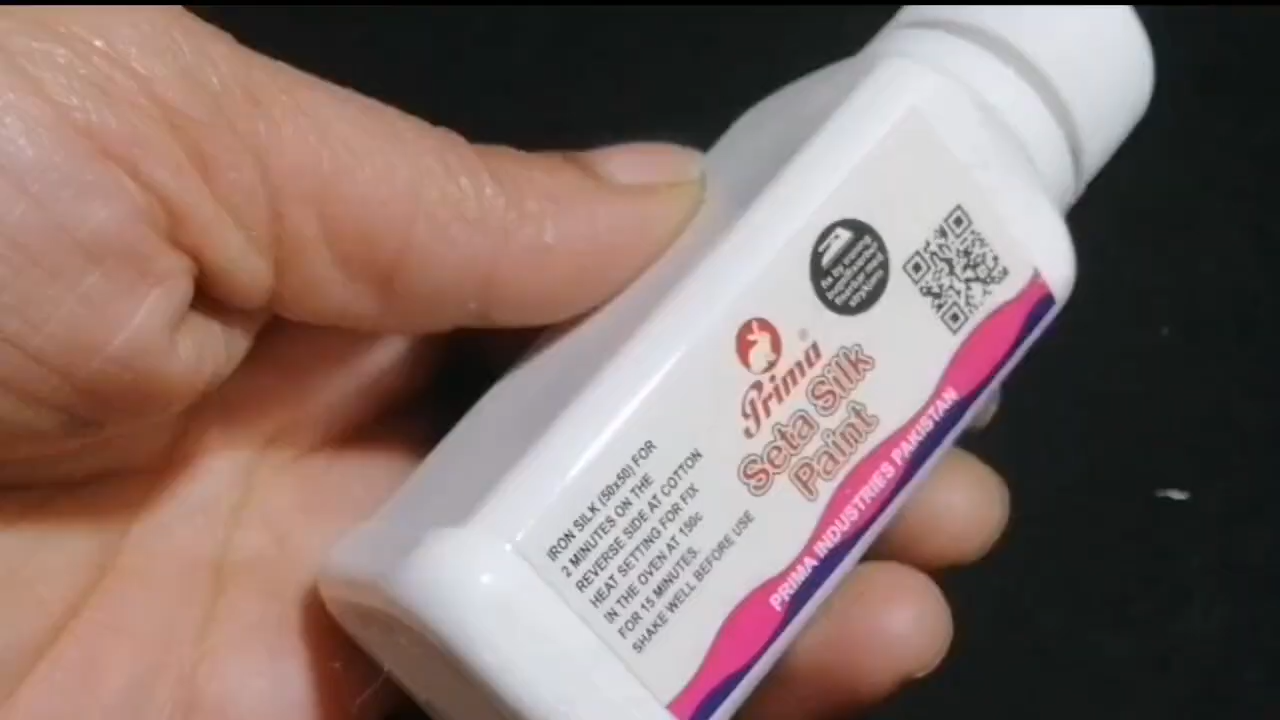 Prima
Seta Silk
Paint
IRON SILK (50x50) FOR
2 MINUTES ON THE
REVERSE SIDE AT COTTON
HEAT SETTING FOR FIX
IN THE OVEN AT 150c
FOR 15 MINUTES.
SHAKE WELL BEFORE USE
PRIMA INDUSTRIES PAKISTAN